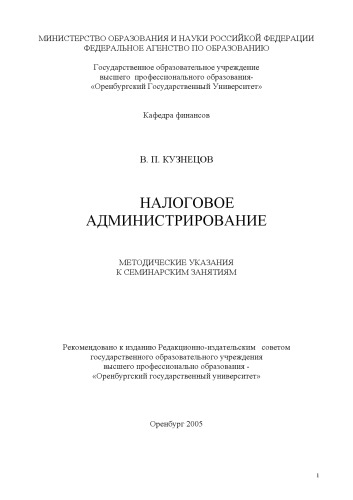 МИНИСТЕРСТВО ОБРАЗОВАНИЯ И НАУКИ РОССИЙСКОЙ ФЕДЕРАЦИИ
ФЕДЕРАЛЬНОЕ АГЕНСТВО ПО ОБРАЗОВАНИЮ
Государственное образовательное учреждение
высшего профессионального образования-
«Оренбургский Государственный Университет»
Кафедра финансов
В. П. КУЗНЕЦОВ
НАЛОГОВОЕ
АДМИНИСТРИРОВАНИЕ
МЕТОДИЧЕСКИЕ УКАЗАНИЯ
К СЕМИНАРСКИМ ЗАНЯТИЯМ
Рекомендовано к изданию Редакционно-издательским советом
государственного образовательного учреждения
высшего профессионально образования -
«Оренбургский государственный университет»
Оренбург 2005
1